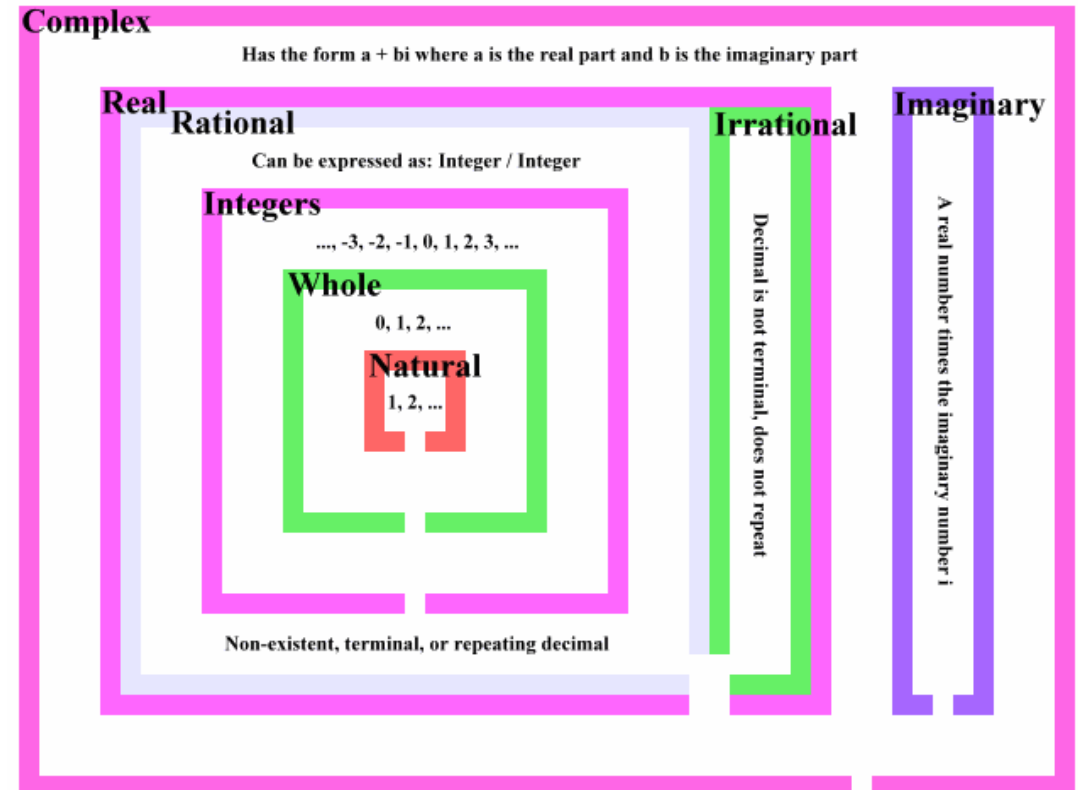 Complex
Has the form a + bi where a is the real part and b is the imaginary part
Real
Rational
Irrational
Imaginary
Can be expressed as: Integer / Integer
Integers
..., -3, -2, -1, 0, 1, 2, 3, ...
Whole
0, 1, 2, ...
Natural
1, 2, ...
Non-existent, terminal, or repeating decimal
Decimal is not terminal, does not repeat
A real number times the imaginary number i